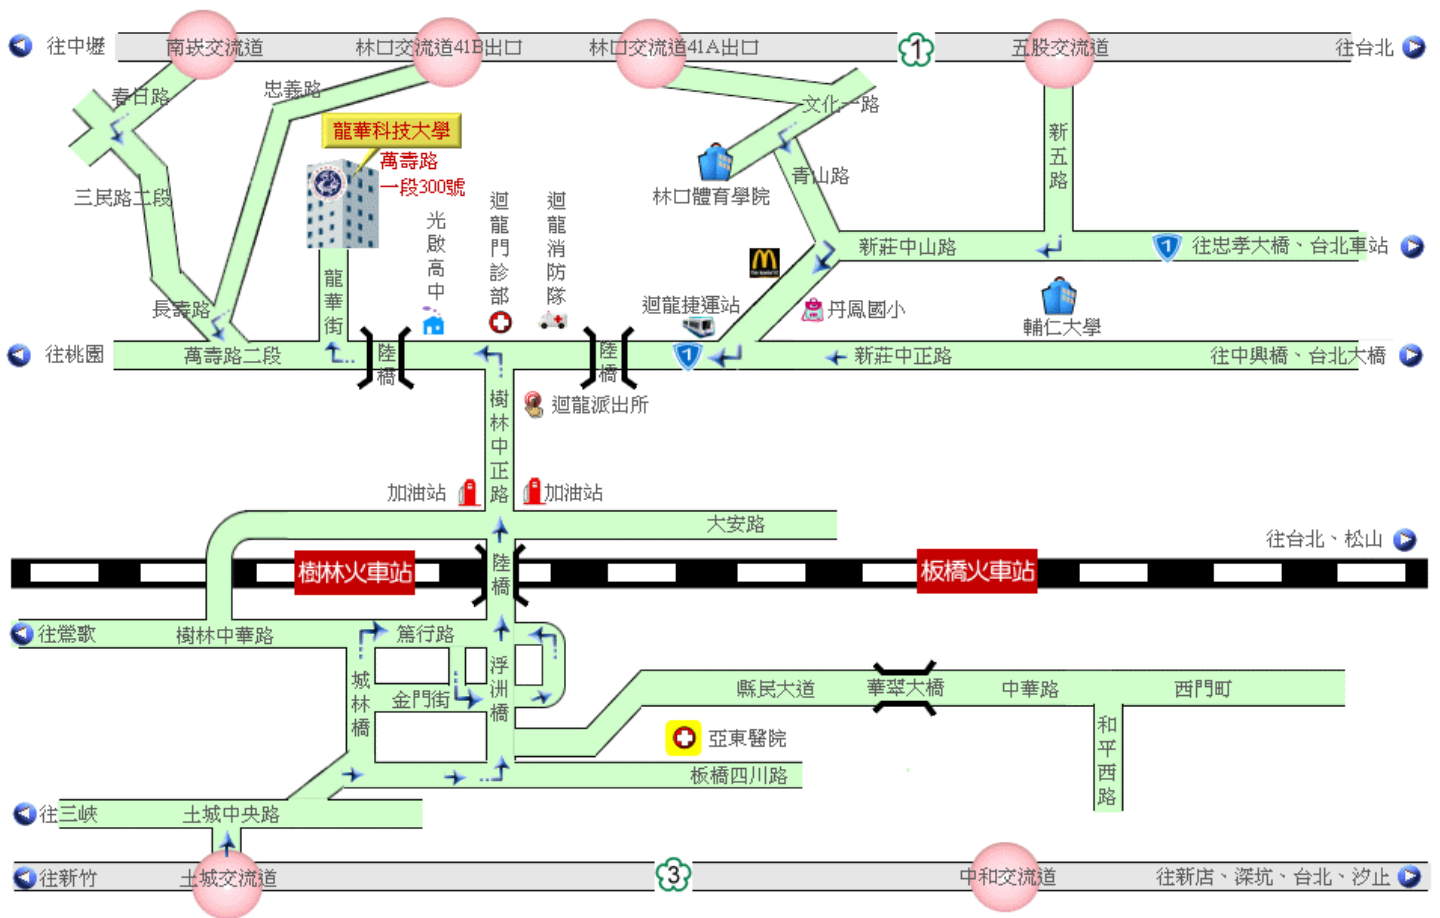 往中壢
南崁交流道
林口交流道41B出口
林口交流道41A出口
1
五股交流道
往台北
春日路
忠義路
文化一路
龍華科技大學
萬壽路
一段300號
新五路
青山路
林口體育學院
三民路二段
光啟高中
迴龍門診部
迴龍消防隊
新莊中山路
1
往忠孝大橋、台北車站
龍華街
長壽路
迴龍捷運站
丹鳳國小
輔仁大學
往桃園
萬壽路二段
陸橋
陸橋
1
新莊中正路
往中興橋、台北大橋
樹林中正路
迴龍派出所
加油站
加油站
大安路
往台北、松山
樹林火車站
陸橋
板橋火車站
往鶯歌
樹林中華路
篤行路
城林橋
金門街
浮洲橋
縣民大道
華翠大橋
中華路
西門町
和平西路
亞東醫院
板橋四川路
往三峽
土城中央路
往新竹
土城交流道
3
中和交流道
往新店、深坑、台北、汐止